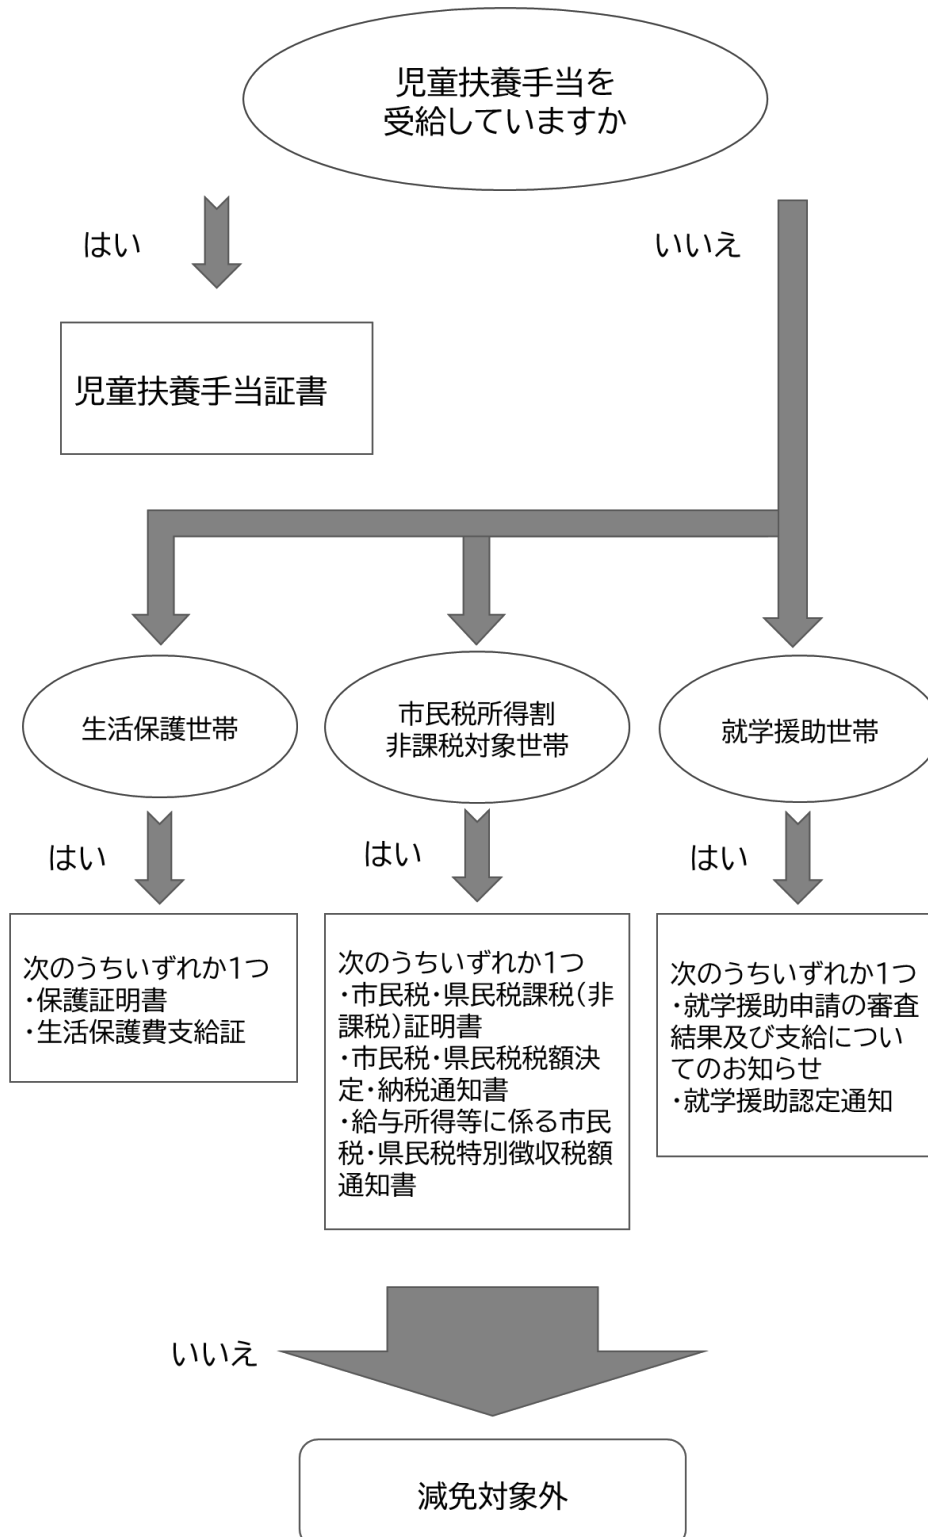 児童扶養手当を
受給していますか
はい
いいえ
児童扶養手当証書
生活保護世帯
市民税所得割
非課税対象世帯
就学援助世帯
はい
はい
はい
次のうちいずれか1つ
・保護証明書
・生活保護費支給証
次のうちいずれか1つ
・市民税・県民税課税(非
課税)証明書
・市民税・県民税税額決
定・納税通知書
・給与所得等に係る市民
税・県民税特別徴収税額
通知書
次のうちいずれか1つ
・就学援助申請の審査
結果及び支給につい
てのお知らせ
・就学援助認定通知
いいえ
減免対象外